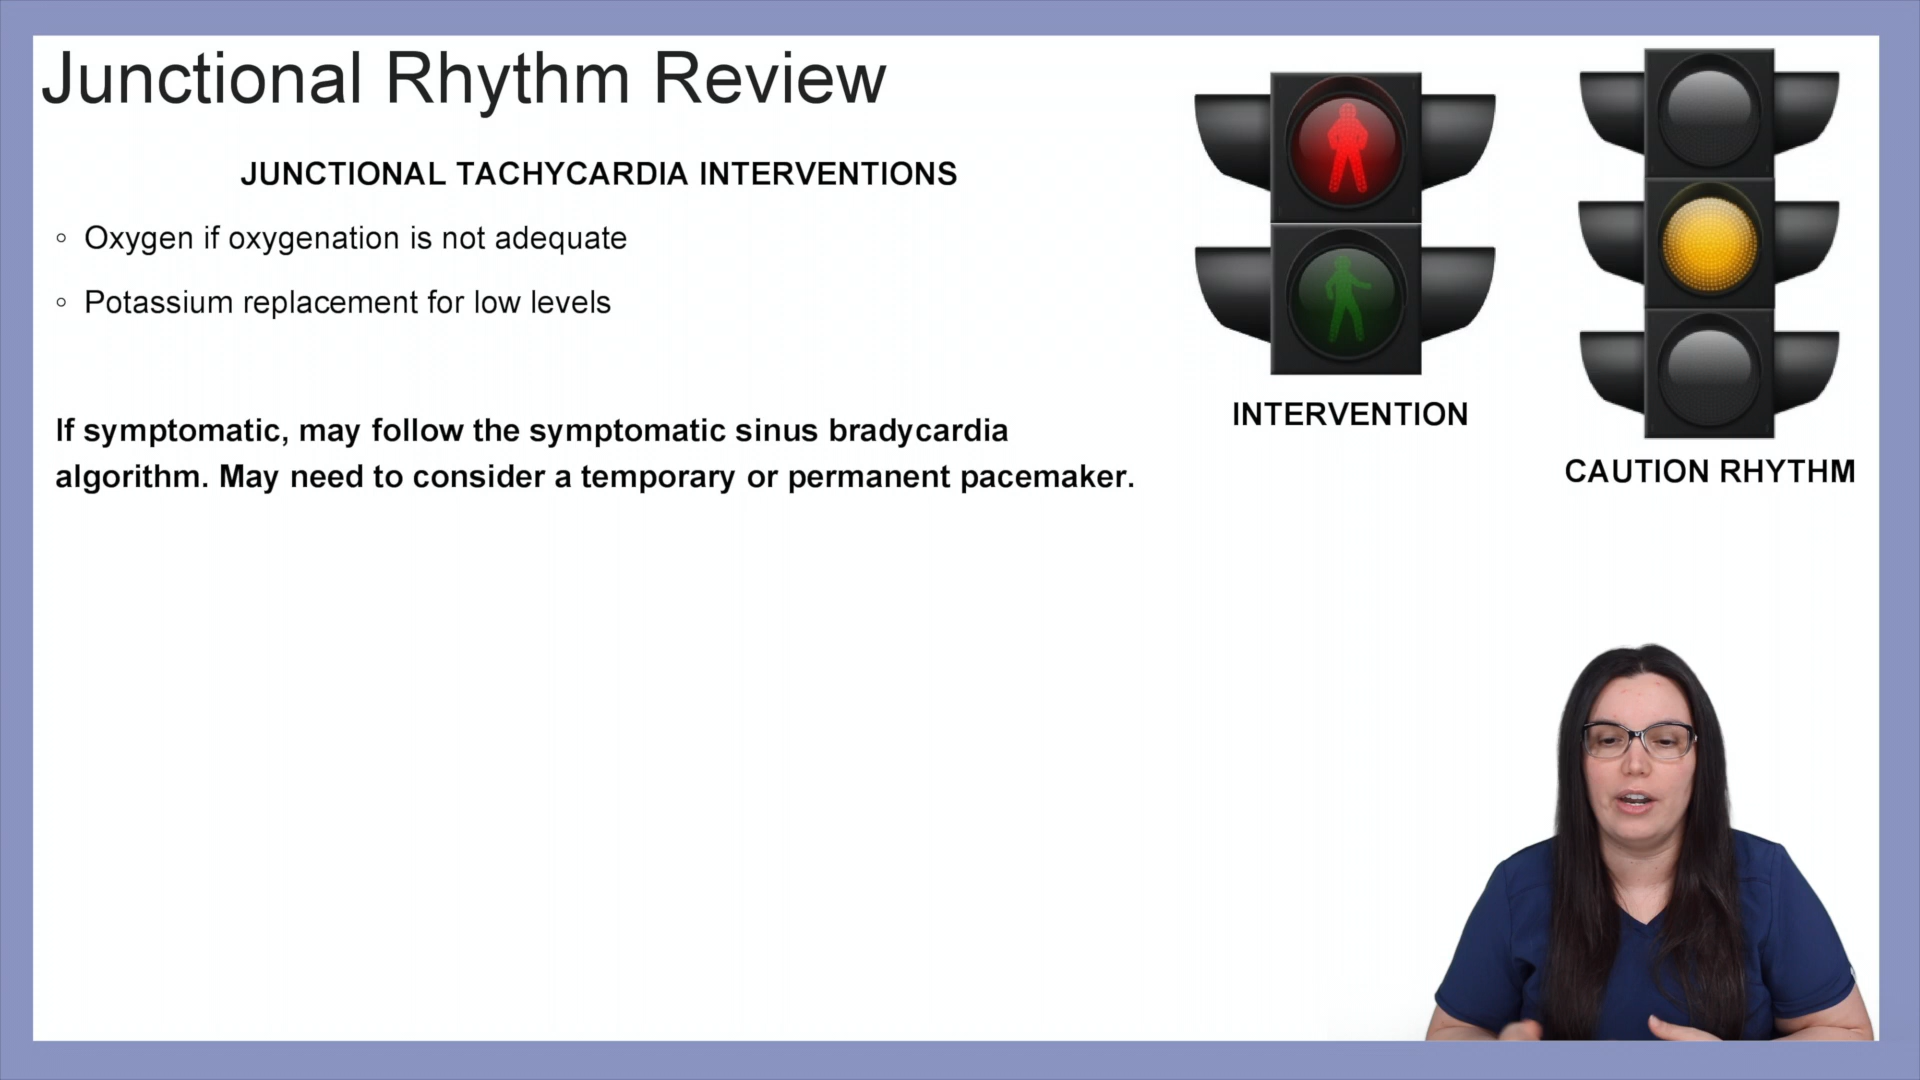 Junctional Rhythm Review
JUNCTIONAL TACHYCARDIA INTERVENTIONS
◦ Oxygen if oxygenation is not adequate
◦ Potassium replacement for low levels
If symptomatic, may follow the symptomatic sinus bradycardia
algorithm. May need to consider a temporary or permanent pacemaker.
INTERVENTION
CAUTION RHYTHM